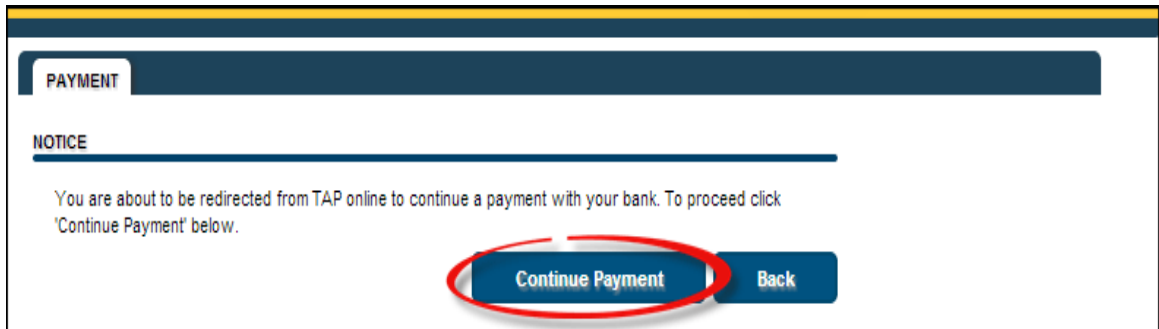 PAYMENT
NOTICE
You are about to be redirected from TAP online to continue a payment with your bank. To proceed click
'Continue Payment' below.
Continue Payment Back